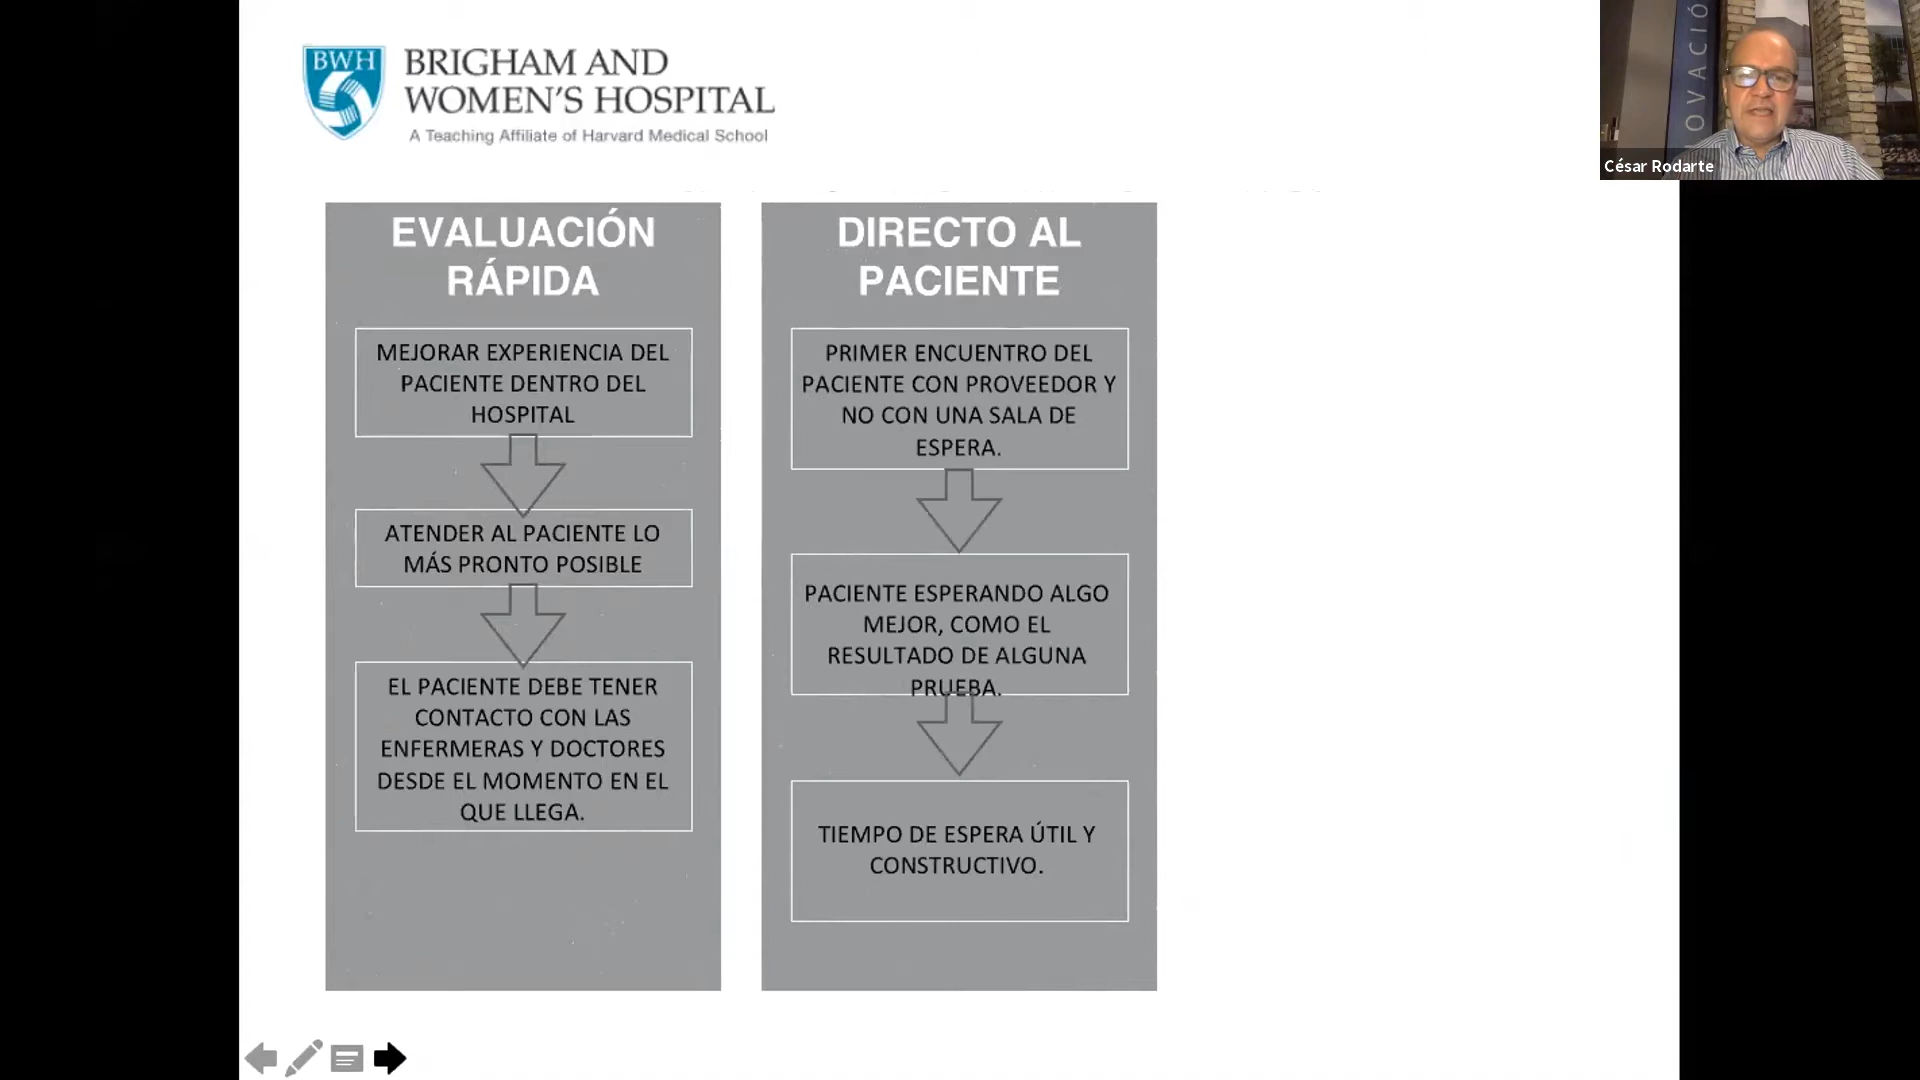 BWH
BRIGHAM AND
WOMEN'S HOSPITAL
A Teaching Affiliate of Harvard Medical School
EVALUACIÓN
RÁPIDA
MEJORAR EXPERIENCIA DEL
PACIENTE DENTRO DEL
HOSPITAL
ATENDER AL PACIENTE LO
MÁS PRONTO POSIBLE
EL PACIENTE DEBE TENER
CONTACTO CON LAS
ENFERMERAS Y DOCTORES
DESDE EL MOMENTO EN EL
QUE LLEGA.
DIRECTO AL
PACIENTE
PRIMER ENCUENTRO DEL
PACIENTE CON PROVEEDOR Y
NO CON UNA SALA DE
ESPERA.
PACIENTE ESPERANDO ALGO
MEJOR, COMO EL
RESULTADO DE ALGUNA
PRUEBA.
TIEMPO DE ESPERA ÚTIL Y
CONSTRUCTIVO.
OVACIÓ
César Rodarte